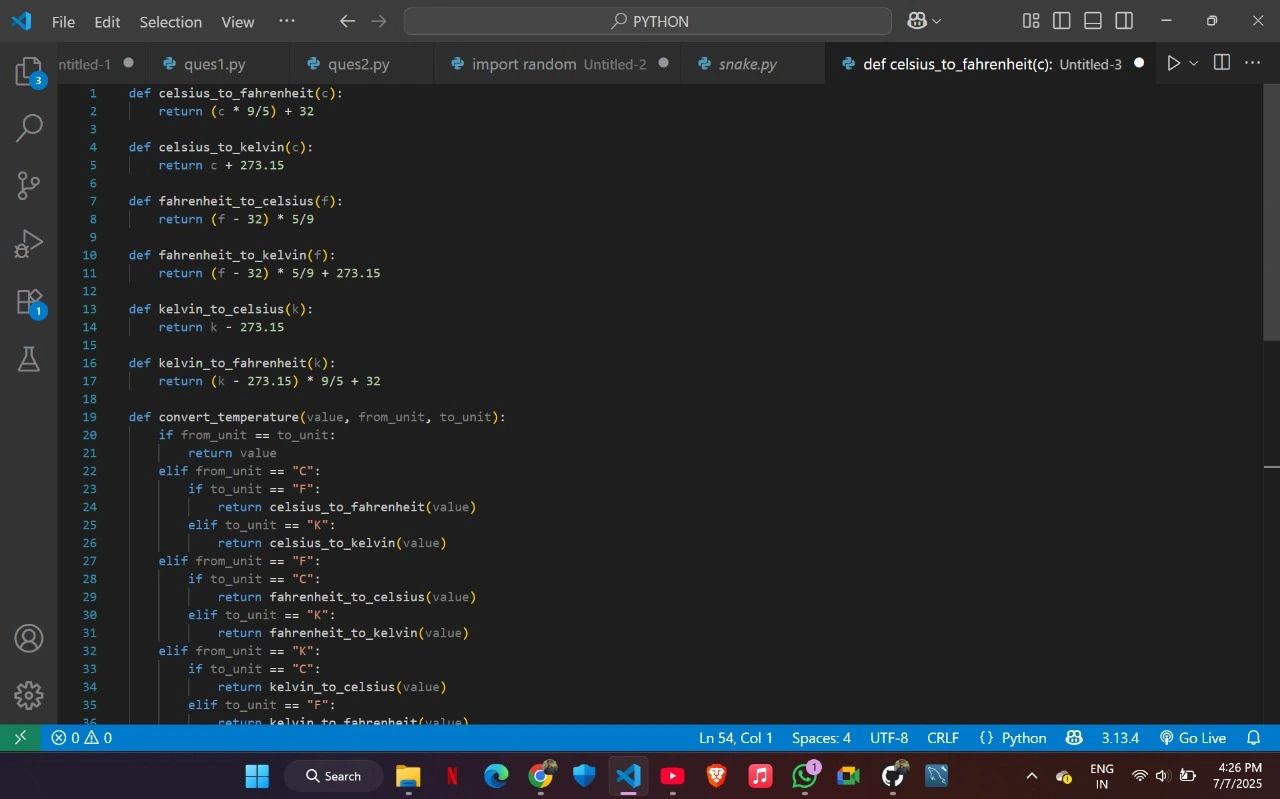 File Edit Selection View ··· PYTHON
ntitled-1 ques1.py ques2.py import random Untitled-2 snake.py def celsius_to_fahrenheit(c): Untitled-3
1 def celsius_to_fahrenheit(c):
2 return (c * 9/5) + 32
3
4 def celsius_to_kelvin(c):
5 return c + 273.15
6
7 def fahrenheit_to_celsius(f):
8 return (f - 32) * 5/9
9
10 def fahrenheit_to_kelvin(f):
11 return (f - 32) * 5/9 + 273.15
12
13 def kelvin_to_celsius(k):
14 return k - 273.15
15
16 def kelvin_to_fahrenheit(k):
17 return (k - 273.15) * 9/5 + 32
18
19 def convert_temperature(value, from_unit, to_unit):
20 if from_unit == to_unit:
21 return value
22 elif from_unit == "C":
23 if to_unit == "F":
24 return celsius_to_fahrenheit(value)
25 elif to_unit == "K":
26 return celsius_to_kelvin(value)
27 elif from_unit == "F":
28 if to_unit == "C":
29 return fahrenheit_to_celsius(value)
30 elif to_unit == "K":
31 return fahrenheit_to_kelvin(value)
32 elif from_unit == "K":
33 if to_unit == "C":
34 return kelvin_to_celsius(value)
35 elif to_unit == "F":
36 return kelvin_to_fahrenheit(value)
3
1
0 0 Ln 54, Col 1 Spaces: 4 UTF-8 CRLF {} Python 3.13.4 Go Live
Search 1 ENG 4:26 PM
IN 7/7/2025